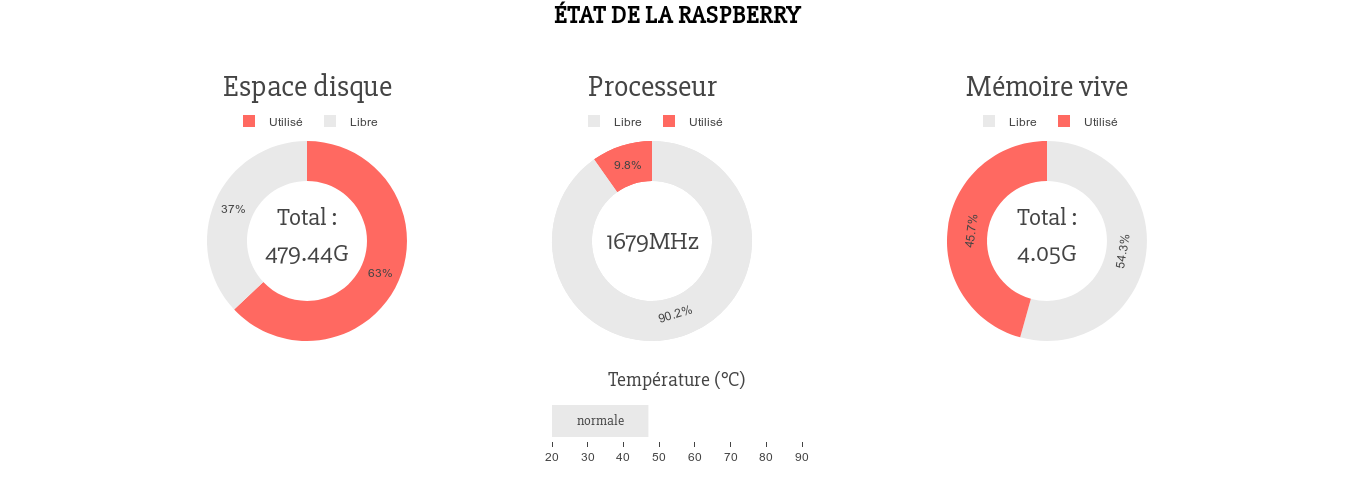 ÉTAT DE LA RASPBERRY
Espace disque
Utilisé Libre
37%
Total :
479.44G
63%
Processeur
Libre Utilisé
9.8%
1679MHz
90.2%
Température (°C)
normale
20 30 40 50 60 70 80 90
Mémoire vive
Libre Utilisé
45.7%
Total :
4.05G
54.3%